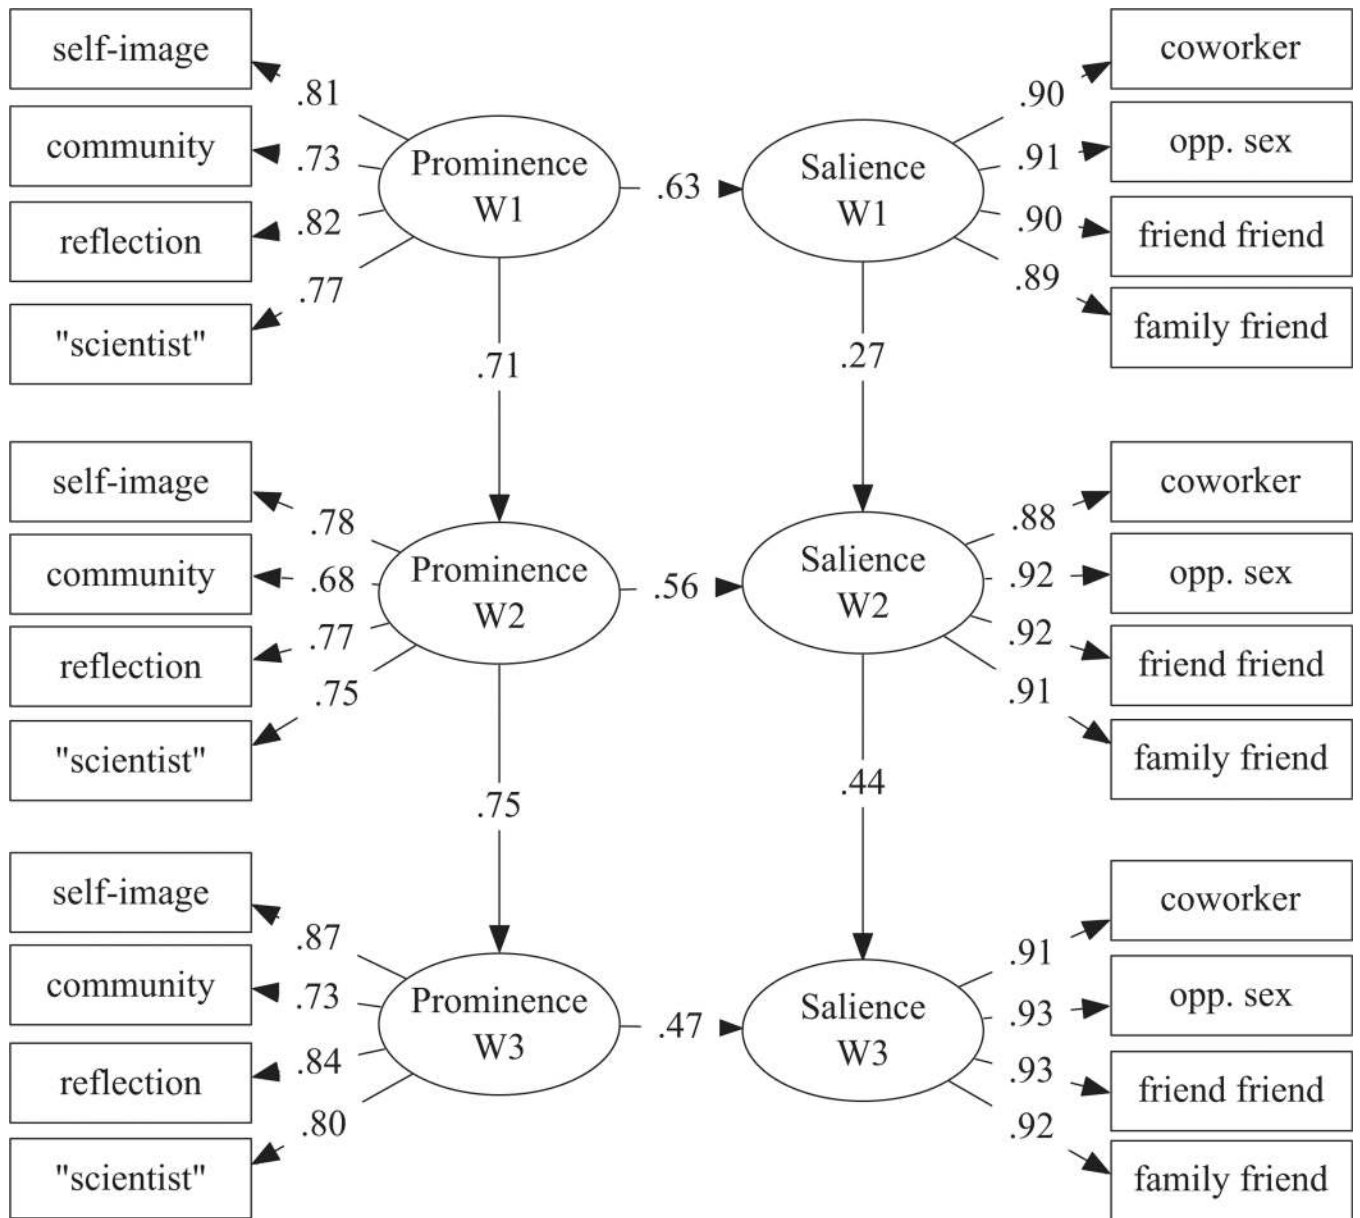 self-image
.81
community
.73
reflection
.82
"scientist"
.77
Prominence
W1
.63
Salience
W1
.90
coworker
.91
opp. sex
.90
friend friend
.89
family friend
.71
.27
self-image
.78
community
.68
reflection
.77
"scientist"
.75
Prominence
W2
.56
Salience
W2
.88
coworker
.92
opp. sex
.92
friend friend
.91
family friend
.75
.44
self-image
.87
community
.73
reflection
.84
"scientist"
.80
Prominence
W3
.47
Salience
W3
.91
coworker
.93
opp. sex
.93
friend friend
.92
family friend